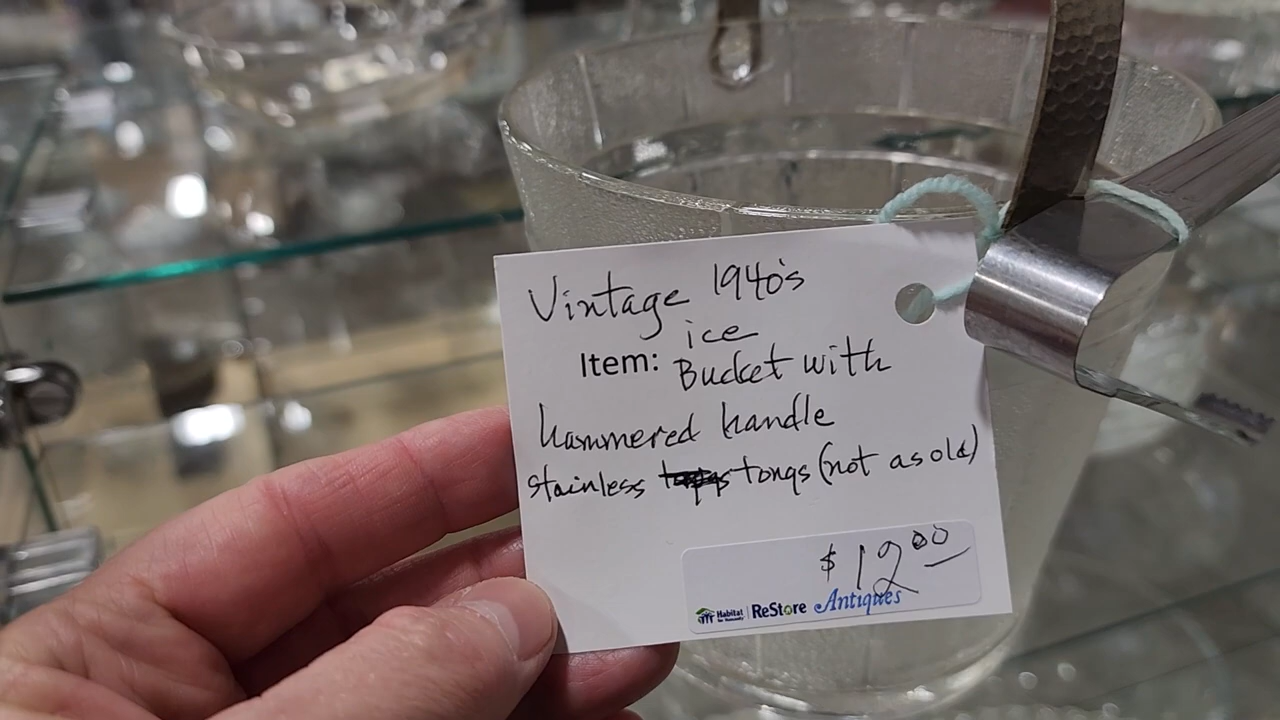 Vintage 1940's
ice
Item: Bucket with
hammered handle
stainless tongs (not as old)
$ 12.00
Habitat for Humanity | ReStore Antiques